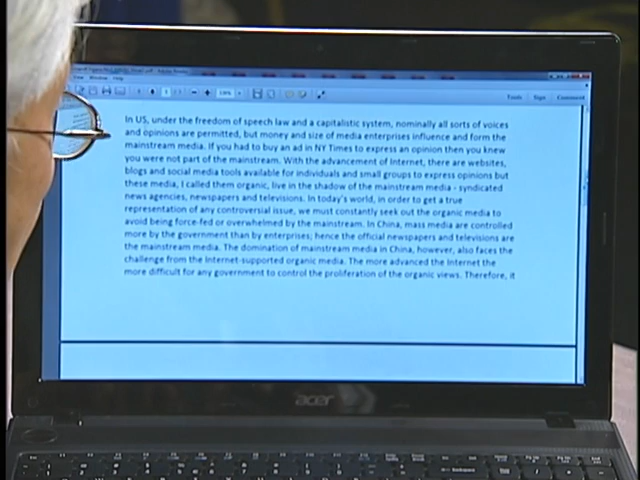 Tools Sign Comment
In US, under the freedom of speech law and a capitalistic system, nominally all sorts of voices
and opinions are permitted, but money and size of media enterprises influence and form the
mainstream media. If you had to buy an ad in NY Times to express an opinion then you knew
you were not part of the mainstream. With the advancement of Internet, there are websites,
blogs and social media tools available for individuals and small groups to express opinions but
these media, I called them organic, live in the shadow of the mainstream media - syndicated
news agencies, newspapers and televisions. In today's world, in order to get a true
representation of any controversial issue, we must constantly seek out the organic media to
avoid being force-fed or overwhelmed by the mainstream. In China, mass media are controlled
more by the government than by enterprises; hence the official newspapers and televisions are
the mainstream media. The domination of mainstream media in China, however, also faces the
challenge from the Internet-supported organic media. The more advanced the Internet the
more difficult for any government to control the proliferation of the organic views. Therefore, it
acer